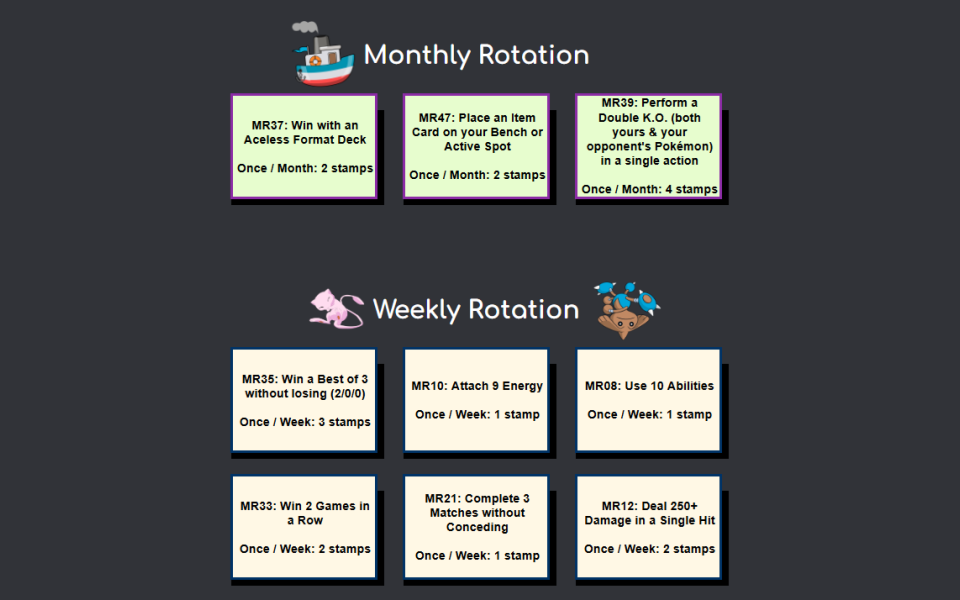 Monthly Rotation
MR37: Win with an
Aceless Format Deck
Once / Month: 2 stamps
MR47: Place an Item
Card on your Bench or
Active Spot
Once / Month: 2 stamps
MR39: Perform a
Double K.O. (both
yours & your
opponent's Pokémon)
in a single action
Once / Month: 4 stamps
Weekly Rotation
MR35: Win a Best of 3
without losing (2/0/0)
Once / Week: 3 stamps
MR10: Attach 9 Energy
Once / Week: 1 stamp
MR08: Use 10 Abilities
Once / Week: 1 stamp
MR33: Win 2 Games in
a Row
Once / Week: 2 stamps
MR21: Complete 3
Matches without
Conceding
Once / Week: 1 stamp
MR12: Deal 250+
Damage in a Single Hit
Once / Week: 2 stamps